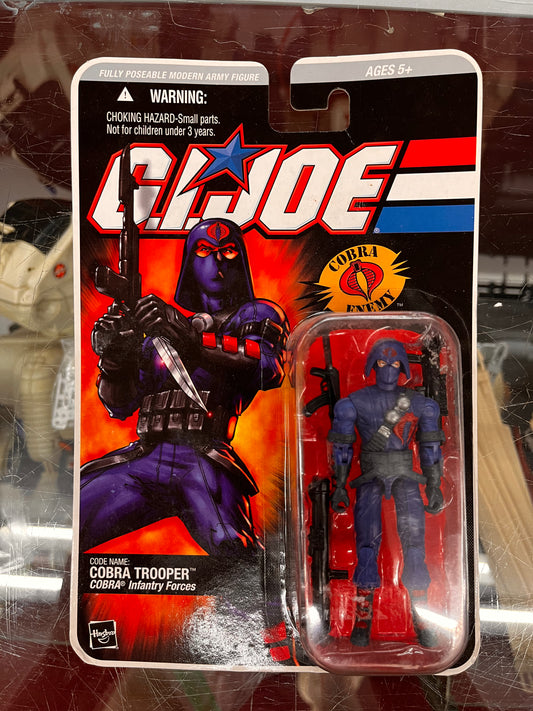 FULLY POSEABLE MODERN ARMY FIGURE
AGES 5+
WARNING:
CHOKING HAZARD-Small parts.
Not for children under 3 years.
G.I.JOE®
COBRA
ENEMY™
CODE NAME:
COBRA TROOPER™
COBRA® Infantry Forces
Hasbro